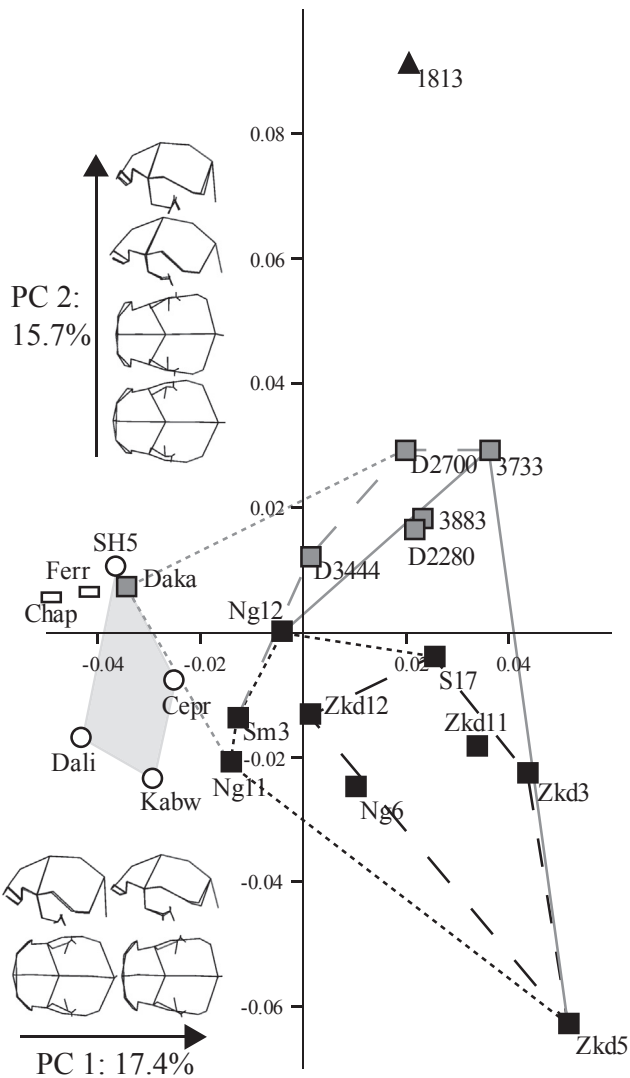 1813
0.08
0.06
PC 2:
15.7%
0.04
D2700
3733
0.02
3883
D2280
SH5
D3444
Ferr
Daka
Chap
Ng12
-0.04
-0.02
0.02
0.04
S17
Cepr
Zkd12
Sm3
Zkd11
-0.02
Dali
Ng11
Zkd3
Kabw
Ng6
-0.04
-0.06
Zkd5
PC 1: 17.4%